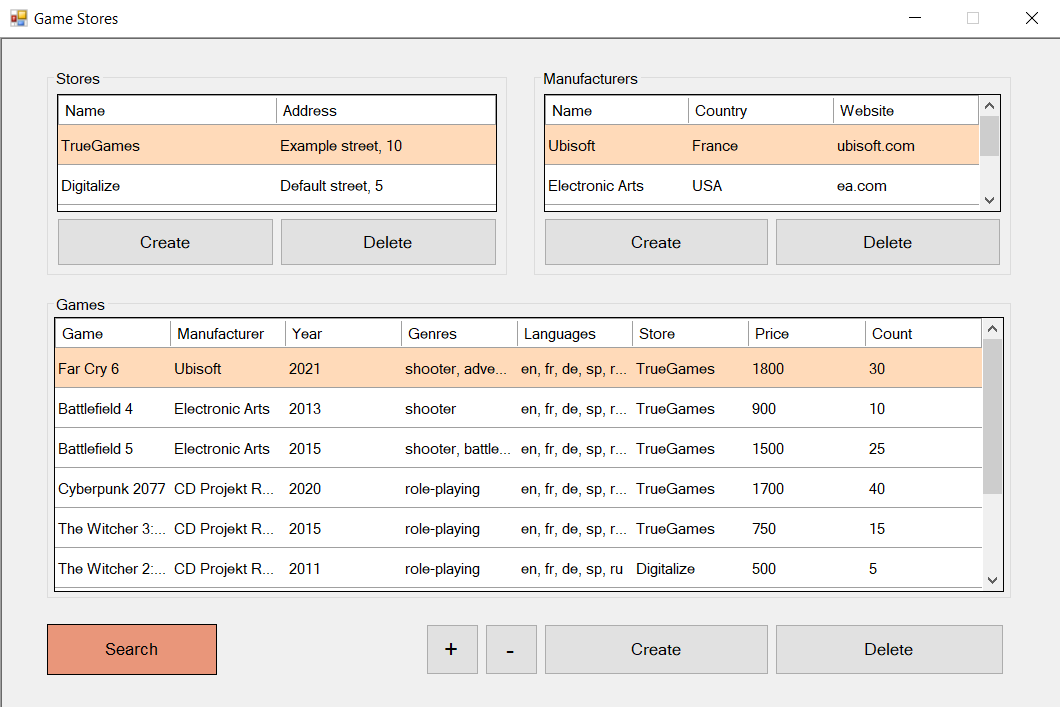 Game Stores
Stores
Name Address
TrueGames Example street, 10
Digitalize Default street, 5
Create Delete
Manufacturers
Name Country Website
Ubisoft France ubisoft.com
Electronic Arts USA ea.com
Create Delete
Games
Game Manufacturer Year Genres Languages Store Price Count
Far Cry 6 Ubisoft 2021 shooter, adve... en, fr, de, sp, r... TrueGames 1800 30
Battlefield 4 Electronic Arts 2013 shooter en, fr, de, sp, r... TrueGames 900 10
Battlefield 5 Electronic Arts 2015 shooter, battle... en, fr, de, sp, r... TrueGames 1500 25
Cyberpunk 2077 CD Projekt R... 2020 role-playing en, fr, de, sp, r... TrueGames 1700 40
The Witcher 3:... CD Projekt R... 2015 role-playing en, fr, de, sp, r... TrueGames 750 15
The Witcher 2:... CD Projekt R... 2011 role-playing en, fr, de, sp, ru Digitalize 500 5
Search + - Create Delete